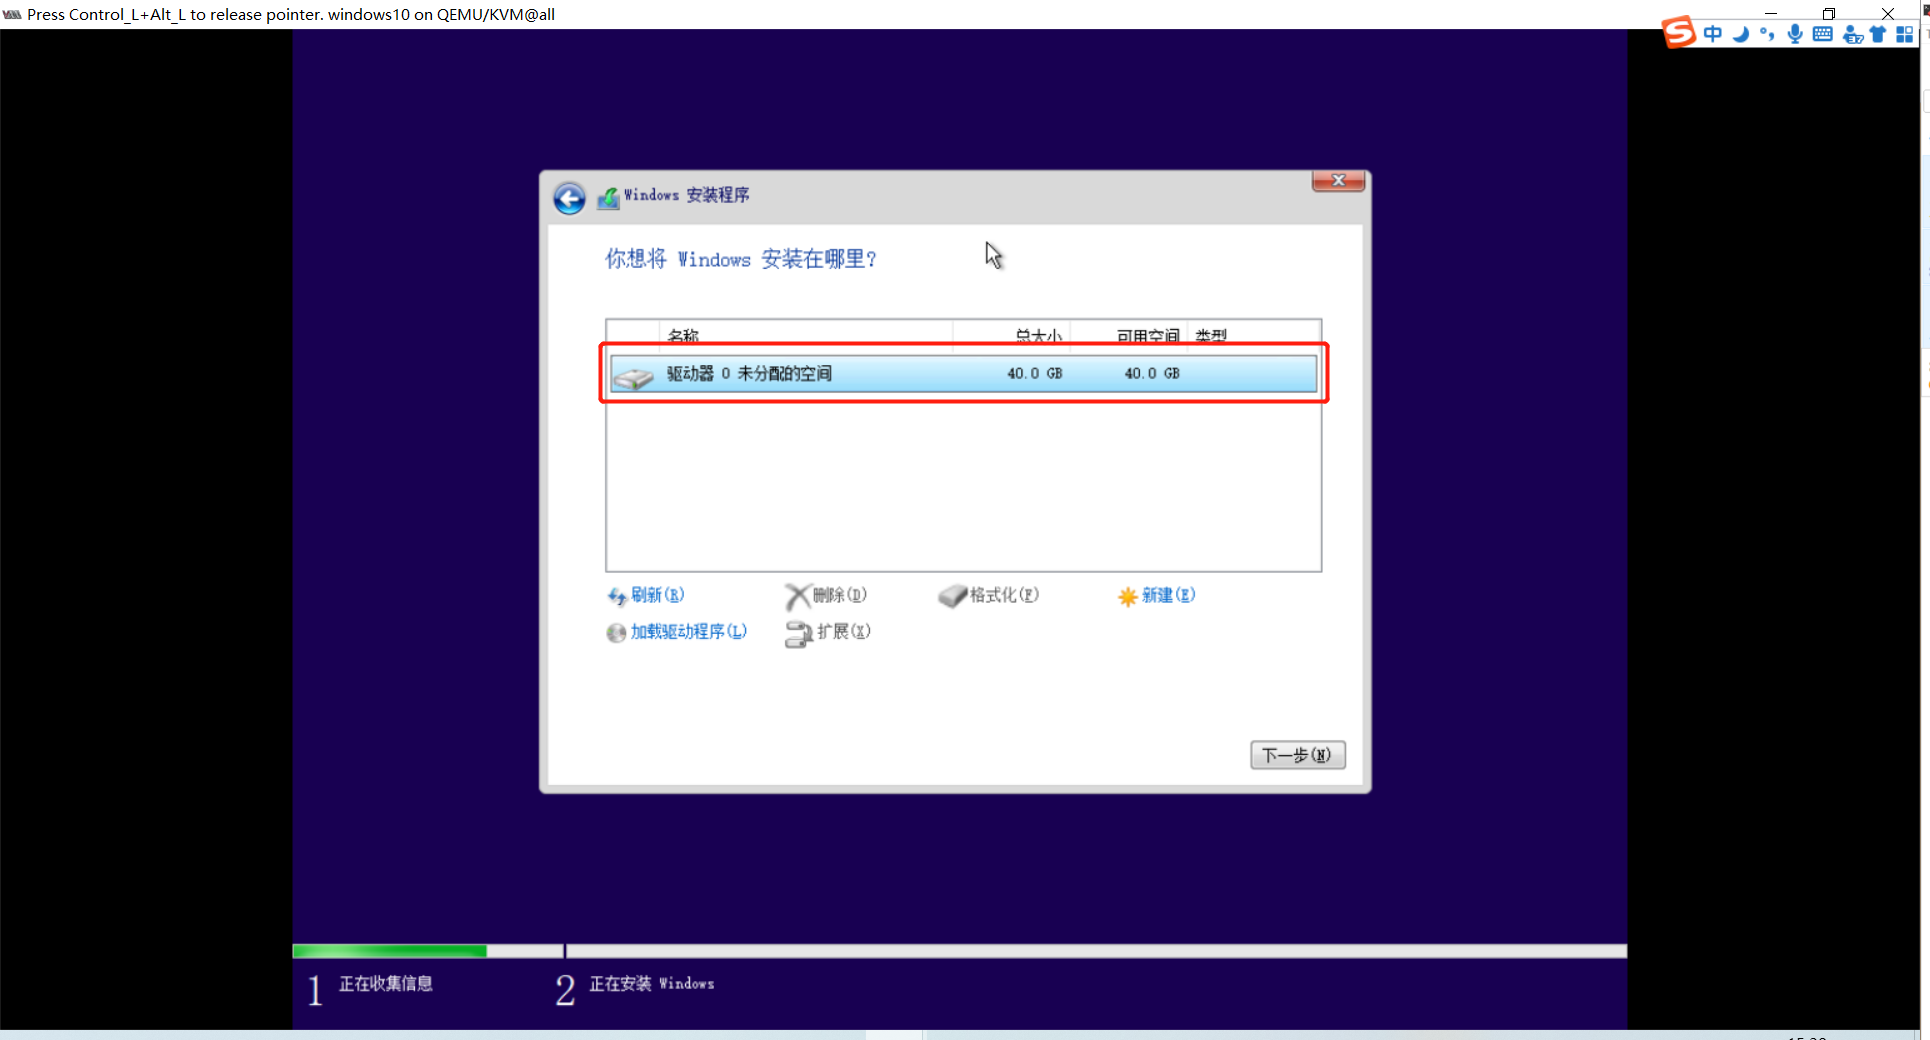 Press Control_L+Alt_L to release pointer. windows10 on QEMU/KVM@all
中
Windows 安装程序
你想将 Windows 安装在哪里?
名称 总大小 可用空间 类型
驱动器 0 未分配的空间 40.0 GB 40.0 GB
刷新(R) 删除(D) 格式化(F) 新建(E)
加载驱动程序(L) 扩展(X)
下一步(N)
1 正在收集信息 2 正在安装 Windows